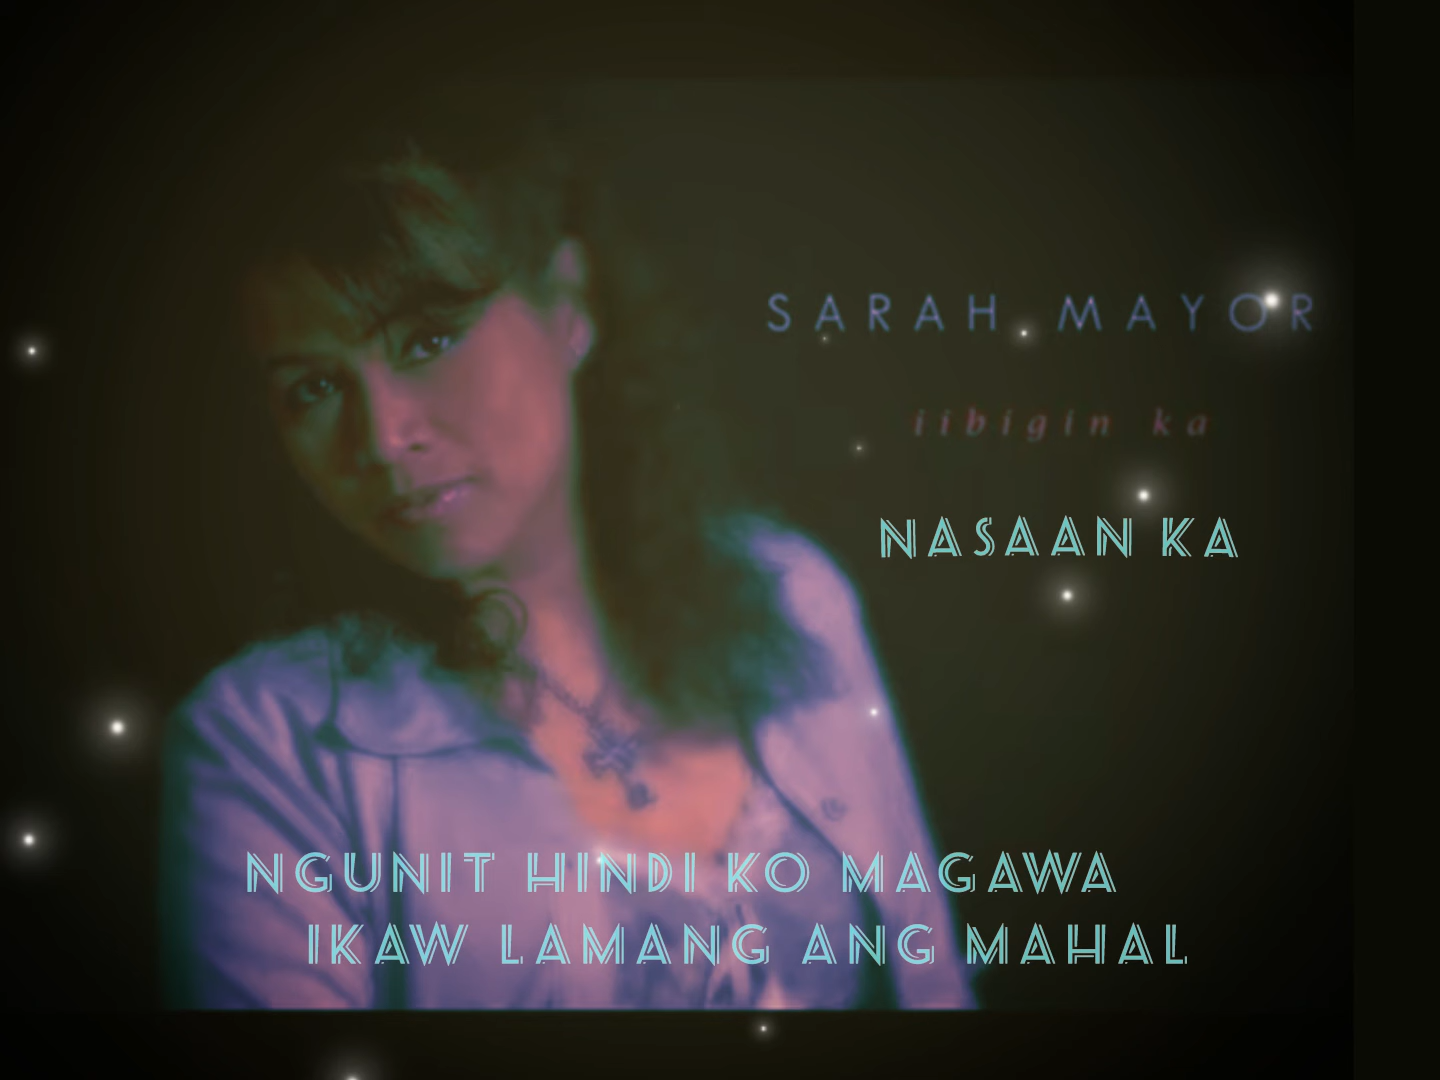 SARAH MAYOR
iibigin ka
NASAAN KA
NGUNIT HINDI KO MAGAWA
IKAW LAMANG ANG MAHAL